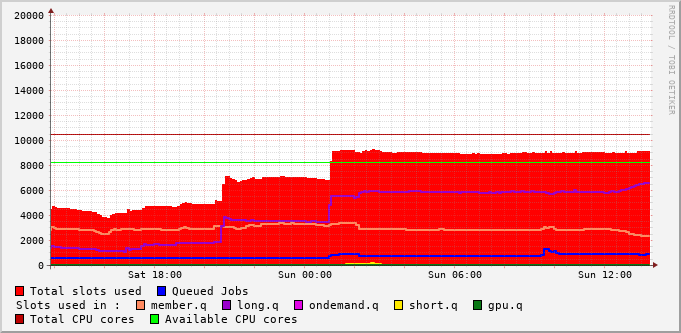 20000
18000
16000
14000
12000
10000
8000
6000
4000
2000
0
Sat 18:00 Sun 00:00 Sun 06:00 Sun 12:00
Total slots used Queued Jobs
Slots used in : member.q long.q ondemand.q short.q gpu.q
Total CPU cores Available CPU cores
RRDTOOL / TOBI OETIKER